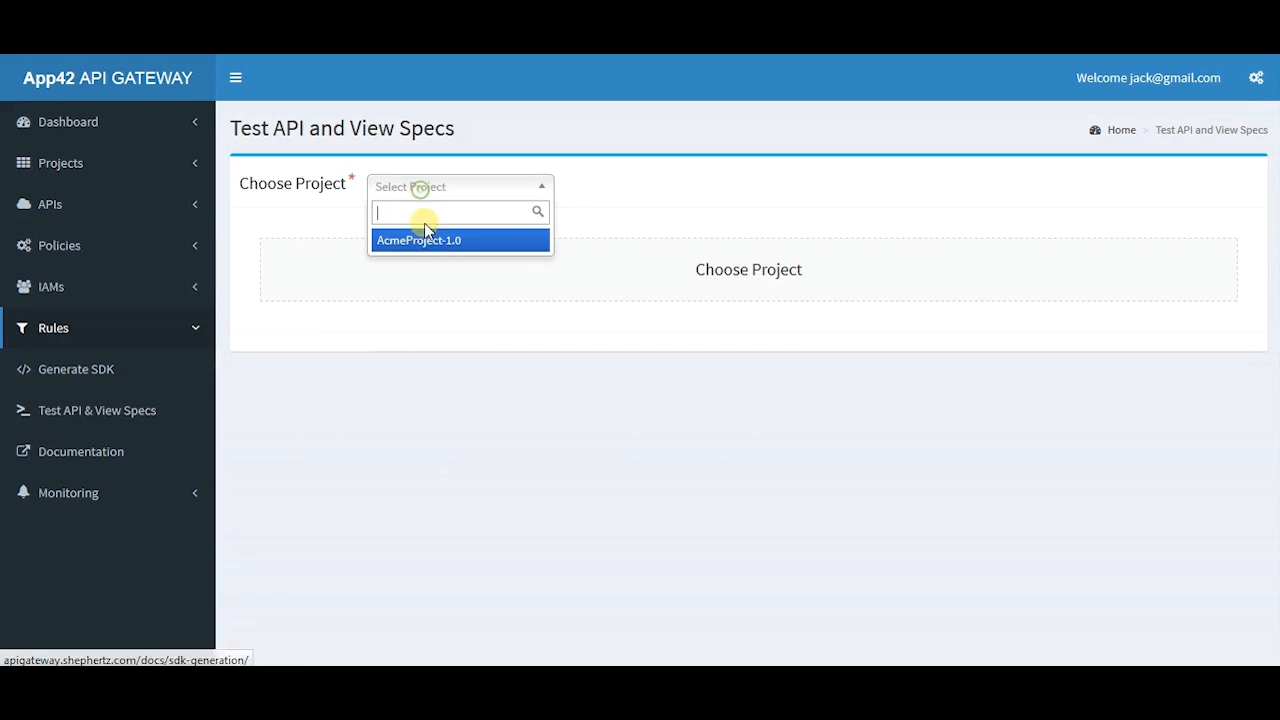 App42 API GATEWAY
Welcome jack@gmail.com
Dashboard
Projects
APIs
Policies
IAMs
Rules
Generate SDK
Test API & View Specs
Documentation
Monitoring
Test API and View Specs
Home > Test API and View Specs
Choose Project*
Select Project
AcmeProject-1.0
Choose Project
apigateway.shephertz.com/docs/sdk-generation/